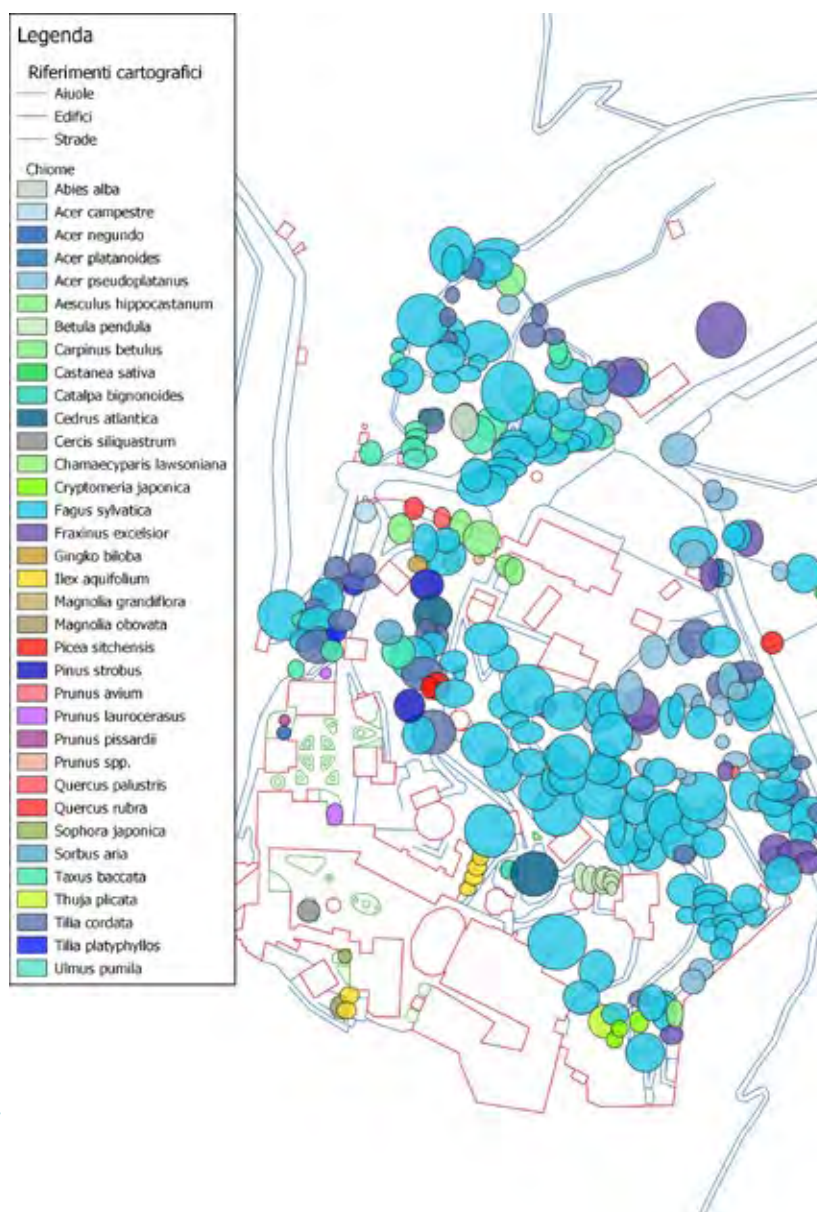 Legenda
Riferimenti cartografici
Aiuole
Edifici
Strade
Chiome
Abies alba
Acer campestre
Acer negundo
Acer platanoides
Acer pseudoplatanus
Aesculus hippocastanum
Betula pendula
Carpinus betulus
Castanea sativa
Catalpa bignonoides
Cedrus atlantica
Cercis siliquastrum
Chamaecyparis lawsoniana
Cryptomeria japonica
Fagus sylvatica
Fraxinus excelsior
Gingko biloba
Ilex aquifolium
Magnolia grandiflora
Magnolia obovata
Picea sitchensis
Pinus strobus
Prunus avium
Prunus laurocerasus
Prunus pissardii
Prunus spp.
Quercus palustris
Quercus rubra
Sophora japonica
Sorbus aria
Taxus baccata
Thuja plicata
Tilia cordata
Tilia platyphyllos
Ulmus pumila